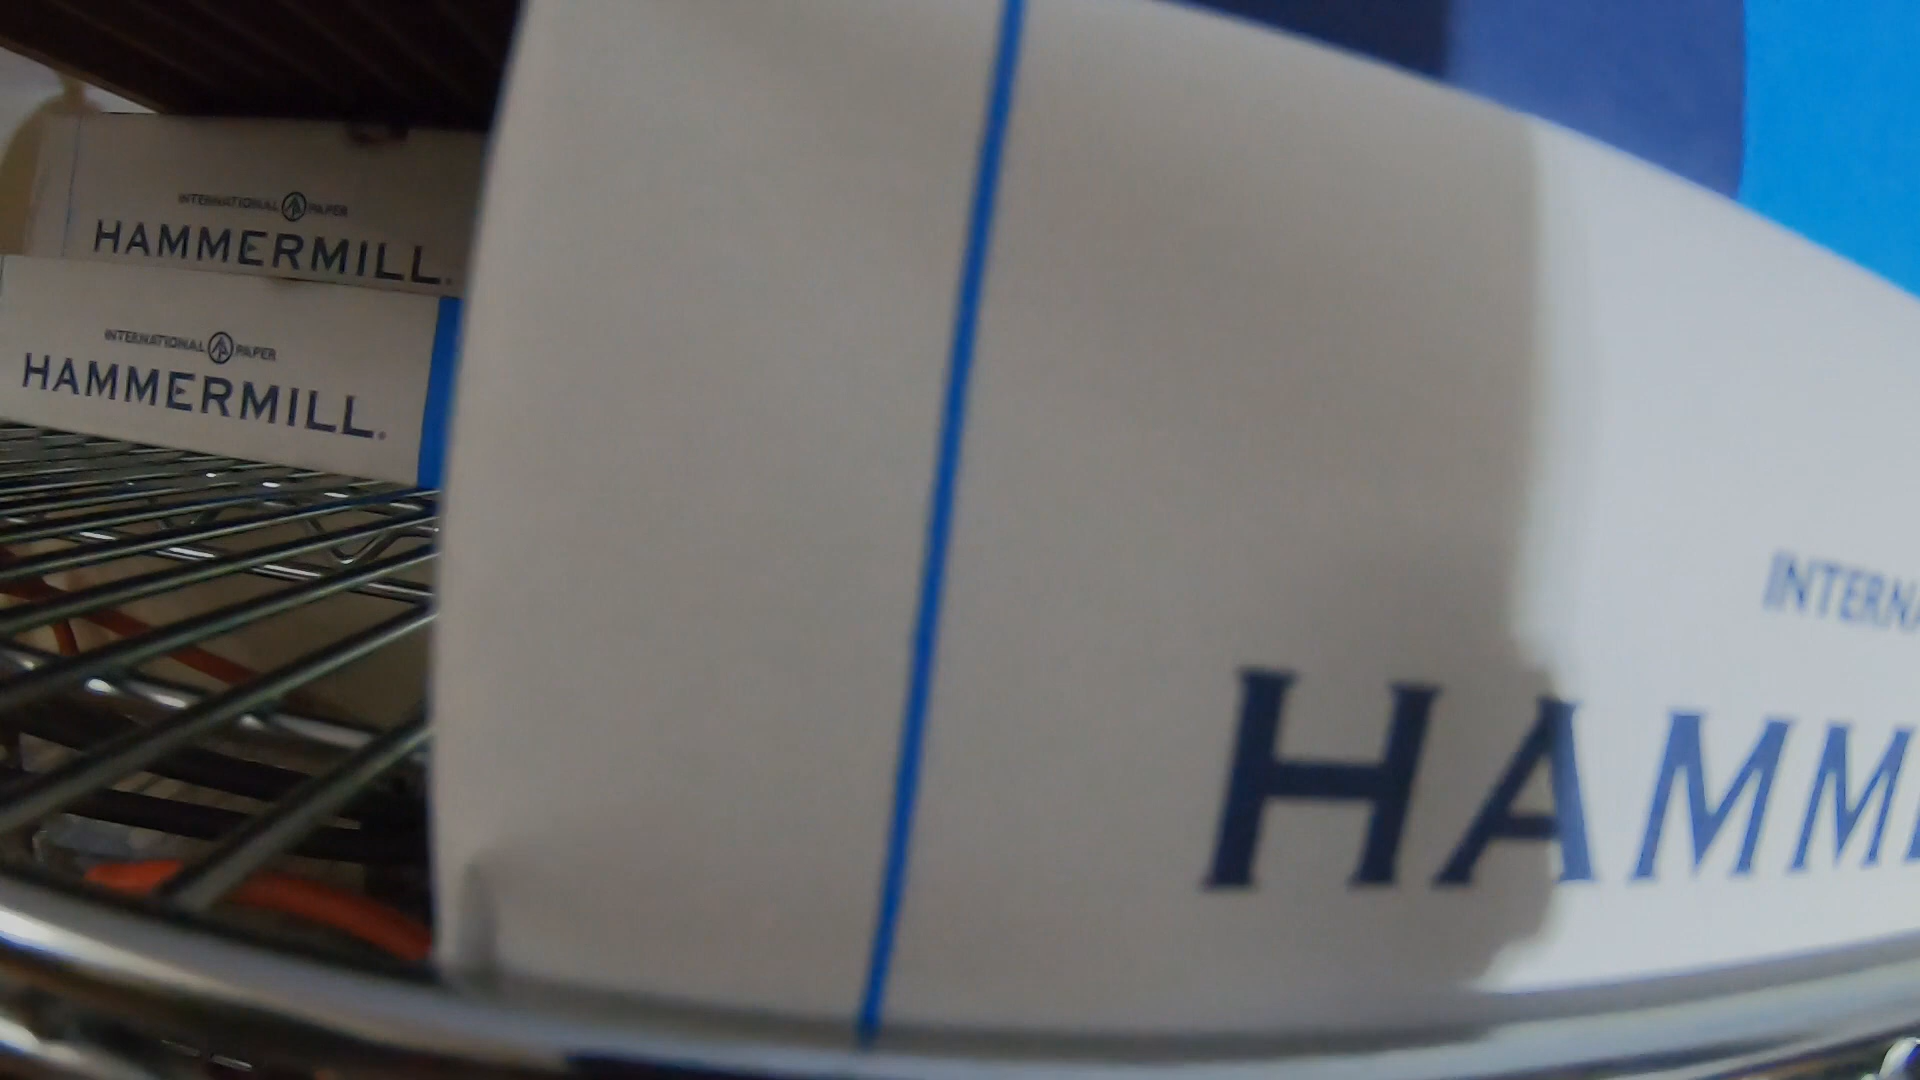 INTERNATIONAL PAPER
HAMMERMILL.
INTERNATIONAL PAPER
HAMMERMILL.
INTERNA
HAMM